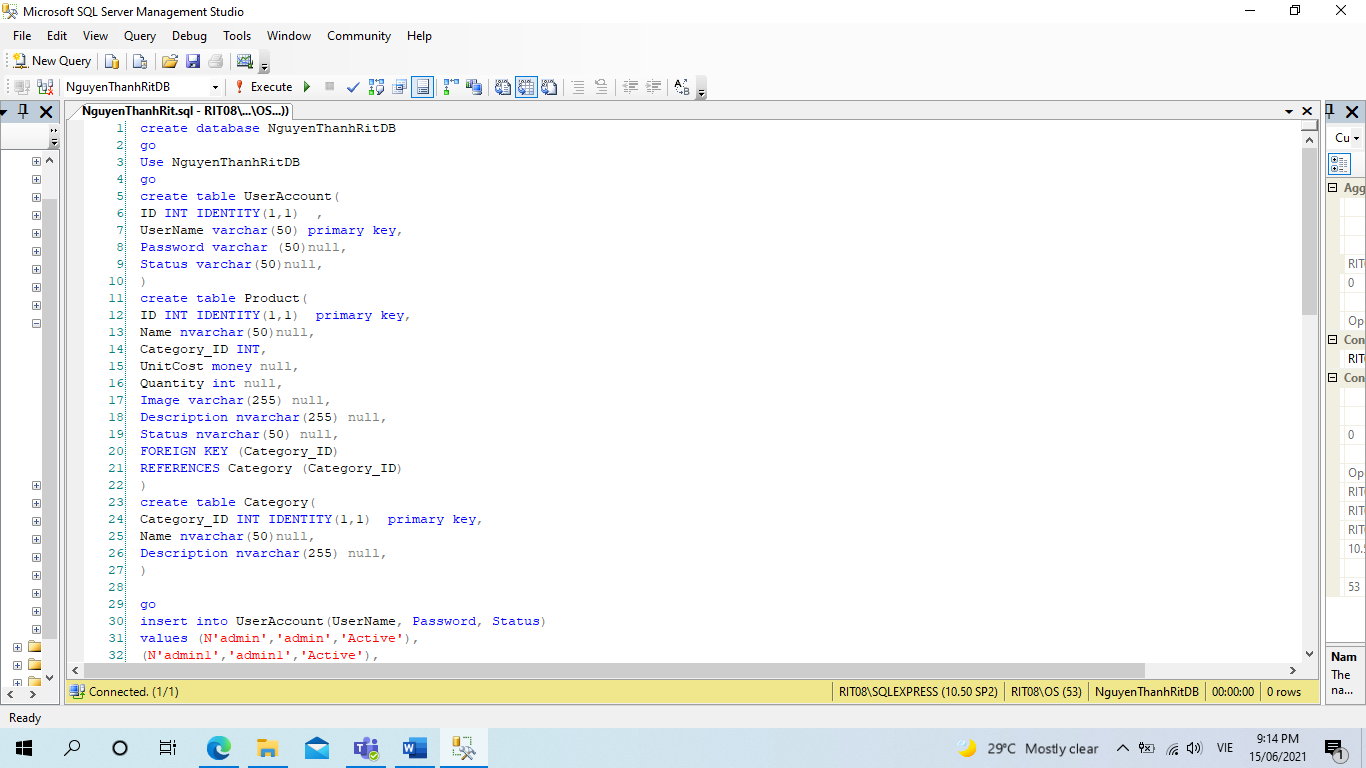 Microsoft SQL Server Management Studio
File Edit View Query Debug Tools Window Community Help
New Query
NguyenThanhRitDB Execute
NguyenThanhRit.sql - RIT08\...\OS...))
1 create database NguyenThanhRitDB
2 go
3 Use NguyenThanhRitDB
4 go
5 create table UserAccount(
6 ID INT IDENTITY(1,1) ,
7 UserName varchar(50) primary key,
8 Password varchar (50)null,
9 Status varchar(50)null,
10 )
11 create table Product(
12 ID INT IDENTITY(1,1) primary key,
13 Name nvarchar(50)null,
14 Category_ID INT,
15 UnitCost money null,
16 Quantity int null,
17 Image varchar(255) null,
18 Description nvarchar(255) null,
19 Status nvarchar(50) null,
20 FOREIGN KEY (Category_ID)
21 REFERENCES Category (Category_ID)
22 )
23 create table Category(
24 Category_ID INT IDENTITY(1,1) primary key,
25 Name nvarchar(50)null,
26 Description nvarchar(255) null,
27 )
28
29 go
30 insert into UserAccount(UserName, Password, Status)
31 values (N'admin','admin','Active'),
32 (N'admin1','admin1','Active'),
Cu
Agg
RIT
0
Op
Con
RIT
Con
0
Op
RIT
RIT
RIT
10.5
53
Nam
The
na...
Connected. (1/1) RIT08\SQLEXPRESS (10.50 SP2) RIT08\OS (53) NguyenThanhRitDB 00:00:00 0 rows
Ready
29°C Mostly clear VIE 9:14 PM
15/06/2021
1